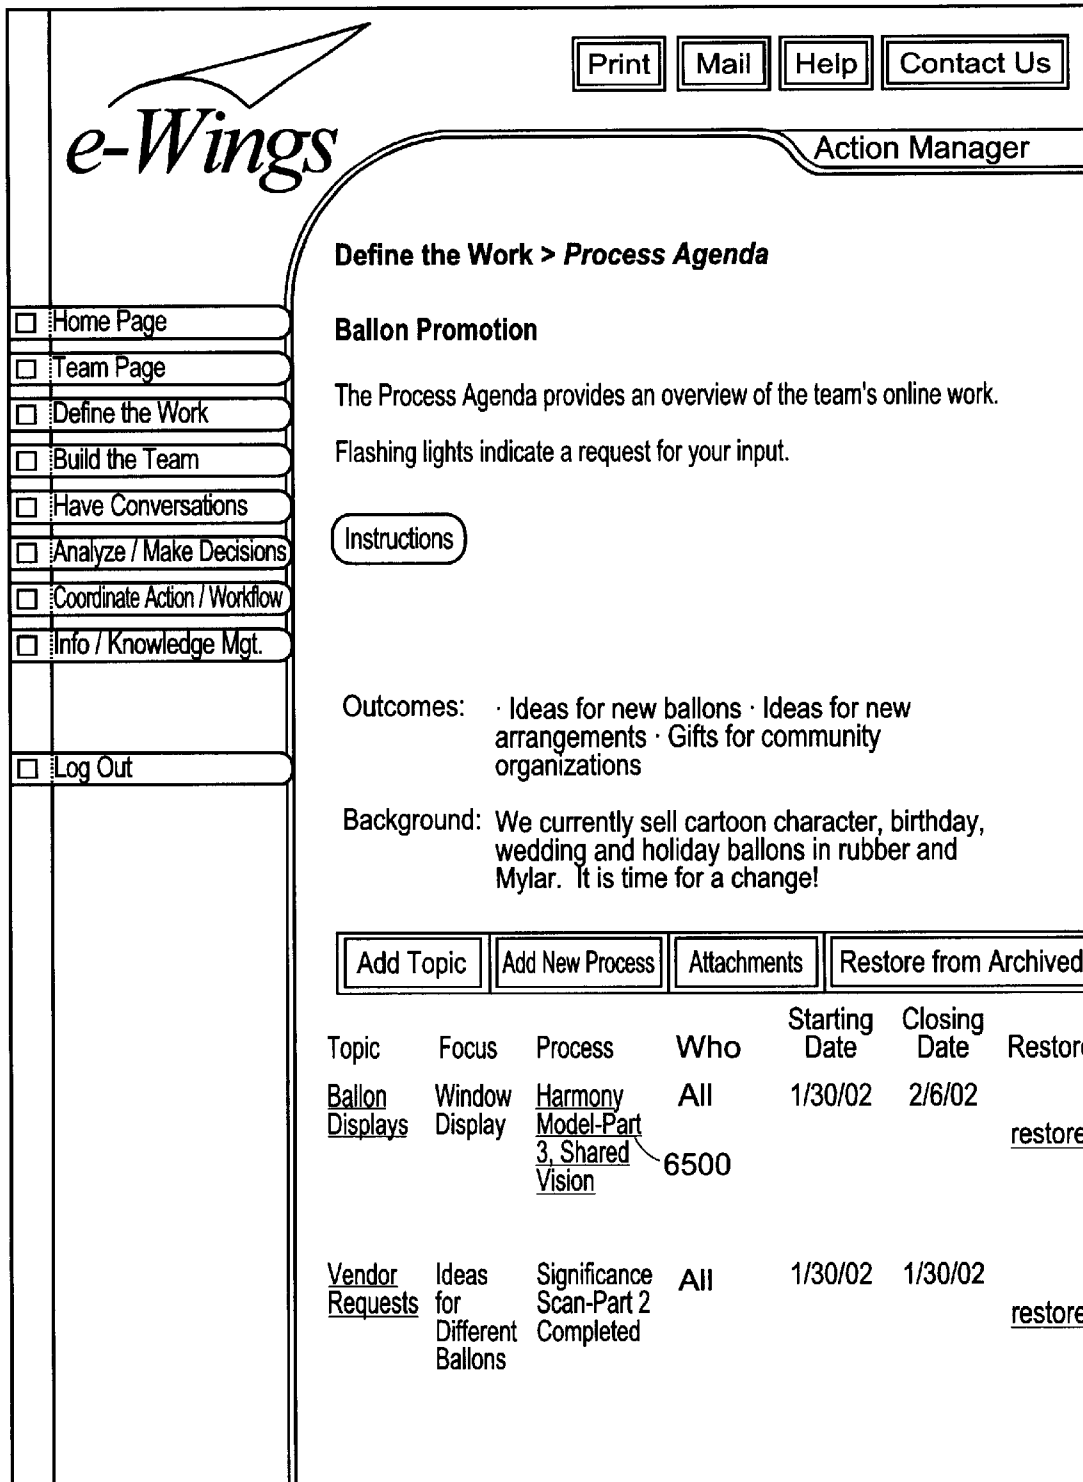 Print Mail Help Contact Us
e-Wings
Action Manager
Define the Work > Process Agenda
Home Page
Team Page
Define the Work
Build the Team
Have Conversations
Analyze / Make Decisions
Coordinate Action / Workflow
Info / Knowledge Mgt.
Log Out
Ballon Promotion
The Process Agenda provides an overview of the team's online work.
Flashing lights indicate a request for your input.
Instructions
Outcomes: · Ideas for new ballons · Ideas for new
arrangements · Gifts for community
organizations
Background: We currently sell cartoon character, birthday,
wedding and holiday ballons in rubber and
Mylar. It is time for a change!
Add Topic Add New Process Attachments Restore from Archived
Starting Closing
Topic Focus Process Who Date Date Restore
Ballon Window Harmony All 1/30/02 2/6/02
Displays Display Model-Part restore
3, Shared 6500
Vision
Vendor Ideas Significance All 1/30/02 1/30/02
Requests for Scan-Part 2 restore
Different Completed
Ballons